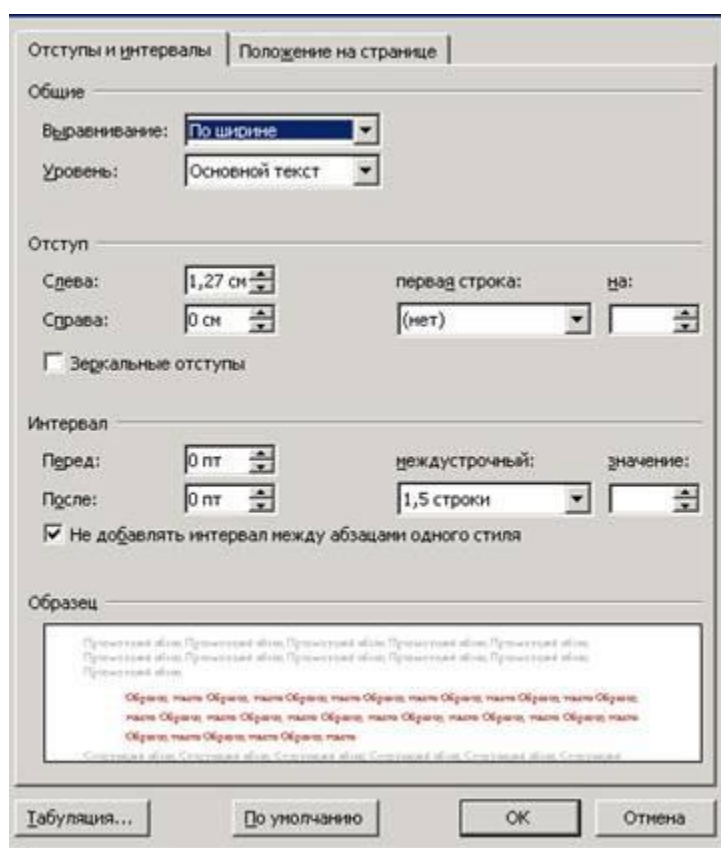 Отступы и интервалы Положение на странице
Общие
Выравнивание: По ширине
Уровень: Основной текст
Отступ
Слева: 1,27 см первая строка: на:
Справа: 0 см (нет)
Зеркальные отступы
Интервал
Перед: 0 пт междустрочный: значение:
После: 0 пт 1,5 строки
Не добавлять интервал между абзацами одного стиля
Образец
Табуляция... По умолчанию ОК Отмена